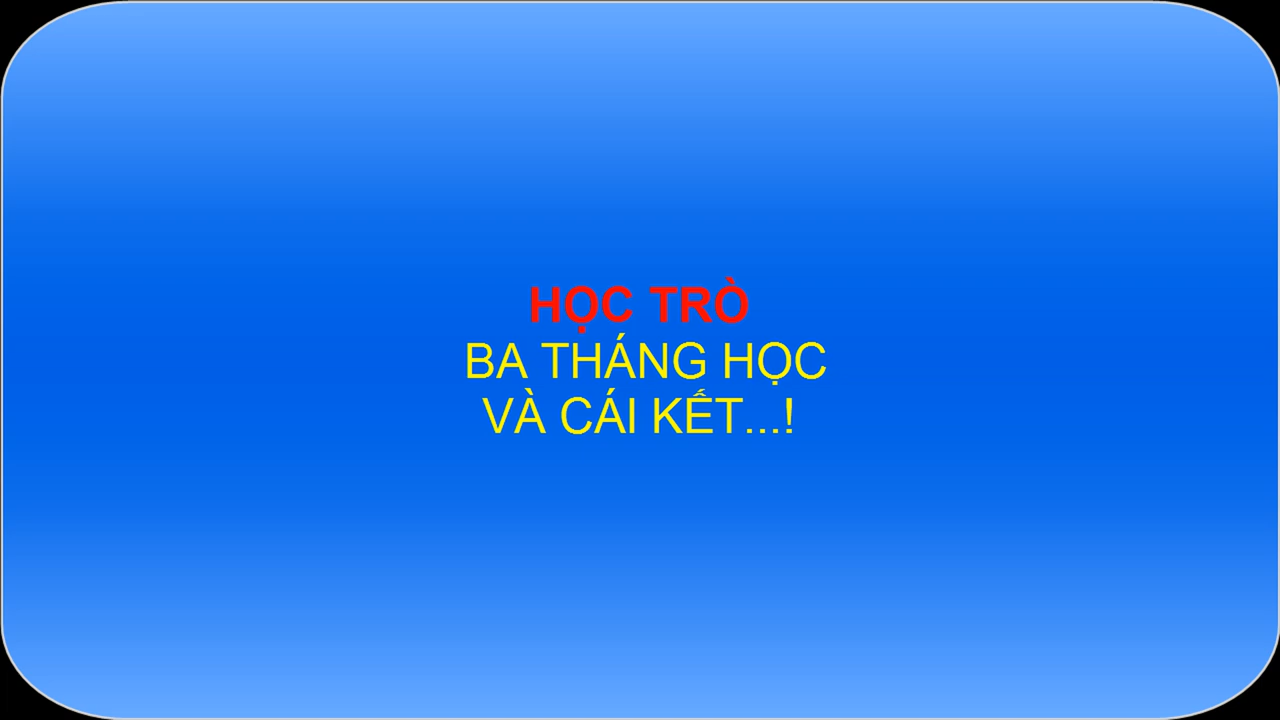 HỌC TRÒ
BA THÁNG HỌC
VÀ CÁI KẾT...!